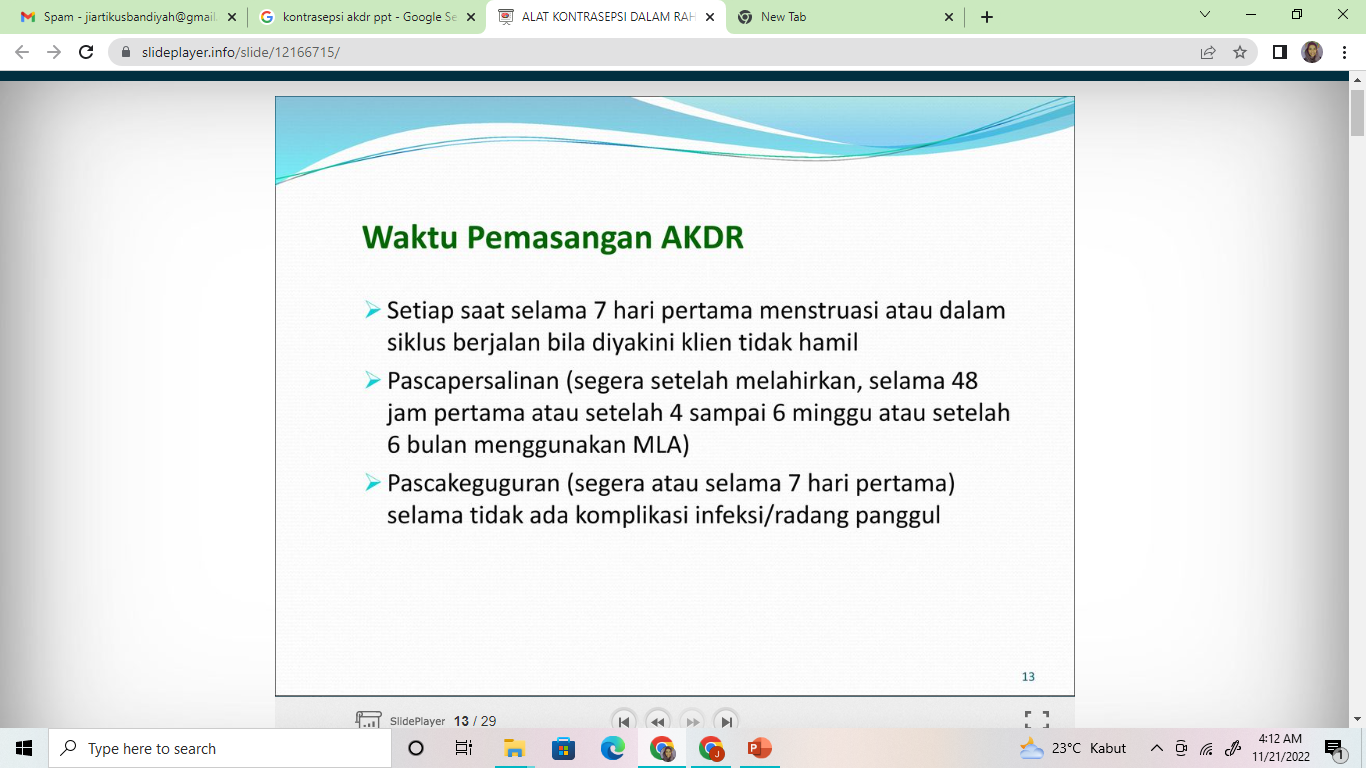 Spam - jiartikusbandiyah@gmail.
kontrasepsi akdr ppt - Google Se
ALAT KONTRASEPSI DALAM RAH
New Tab
slideplayer.info/slide/12166715/
Waktu Pemasangan AKDR
Setiap saat selama 7 hari pertama menstruasi atau dalam
siklus berjalan bila diyakini klien tidak hamil
Pascapersalinan (segera setelah melahirkan, selama 48
jam pertama atau setelah 4 sampai 6 minggu atau setelah
6 bulan menggunakan MLA)
Pascakeguguran (segera atau selama 7 hari pertama)
selama tidak ada komplikasi infeksi/radang panggul
13
SlidePlayer 13 / 29
Type here to search
23°C Kabut
4:12 AM
11/21/2022
1